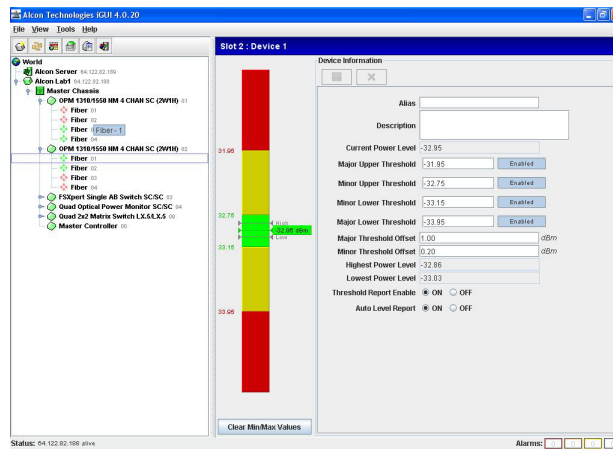 Alcon Technologies iGUI 4.0.20
File View Tools Help
World
Alcon Server 64.122.82.189
Alcon Lab1 64.122.82.188
Master Chassis
OPM 1310/1550 NM 4 CHAN SC (2W1H) 01
Fiber 01
Fiber 02
Fiber
Fiber - 1
Fiber 04
OPM 1310/1550 NM 4 CHAN SC (2W1H) 02
Fiber 01
Fiber 02
Fiber 03
Fiber 04
FSXpert Single AB Switch SC/SC 03
Quad Optical Power Monitor SC/SC 04
Quad 2x2 Matrix Switch LX.5/LX.5 00
Master Controller 00
Slot 2 : Device 1
31.95
32.75
33.15
33.95
High
-32.95 dBm
Low
Clear Min/Max Values
Device Information
Alias
Description
Current Power Level -32.95
Major Upper Threshold -31.95 Enabled
Minor Upper Threshold -32.75 Enabled
Minor Lower Threshold -33.15 Enabled
Major Lower Threshold -33.95 Enabled
Major Threshold Offset 1.00 dBm
Minor Threshold Offset 0.20 dBm
Highest Power Level -32.86
Lowest Power Level -33.03
Threshold Report Enable ON OFF
Auto Level Report ON OFF
Status: 64.122.82.188 alive
Alarms: 0 0 0